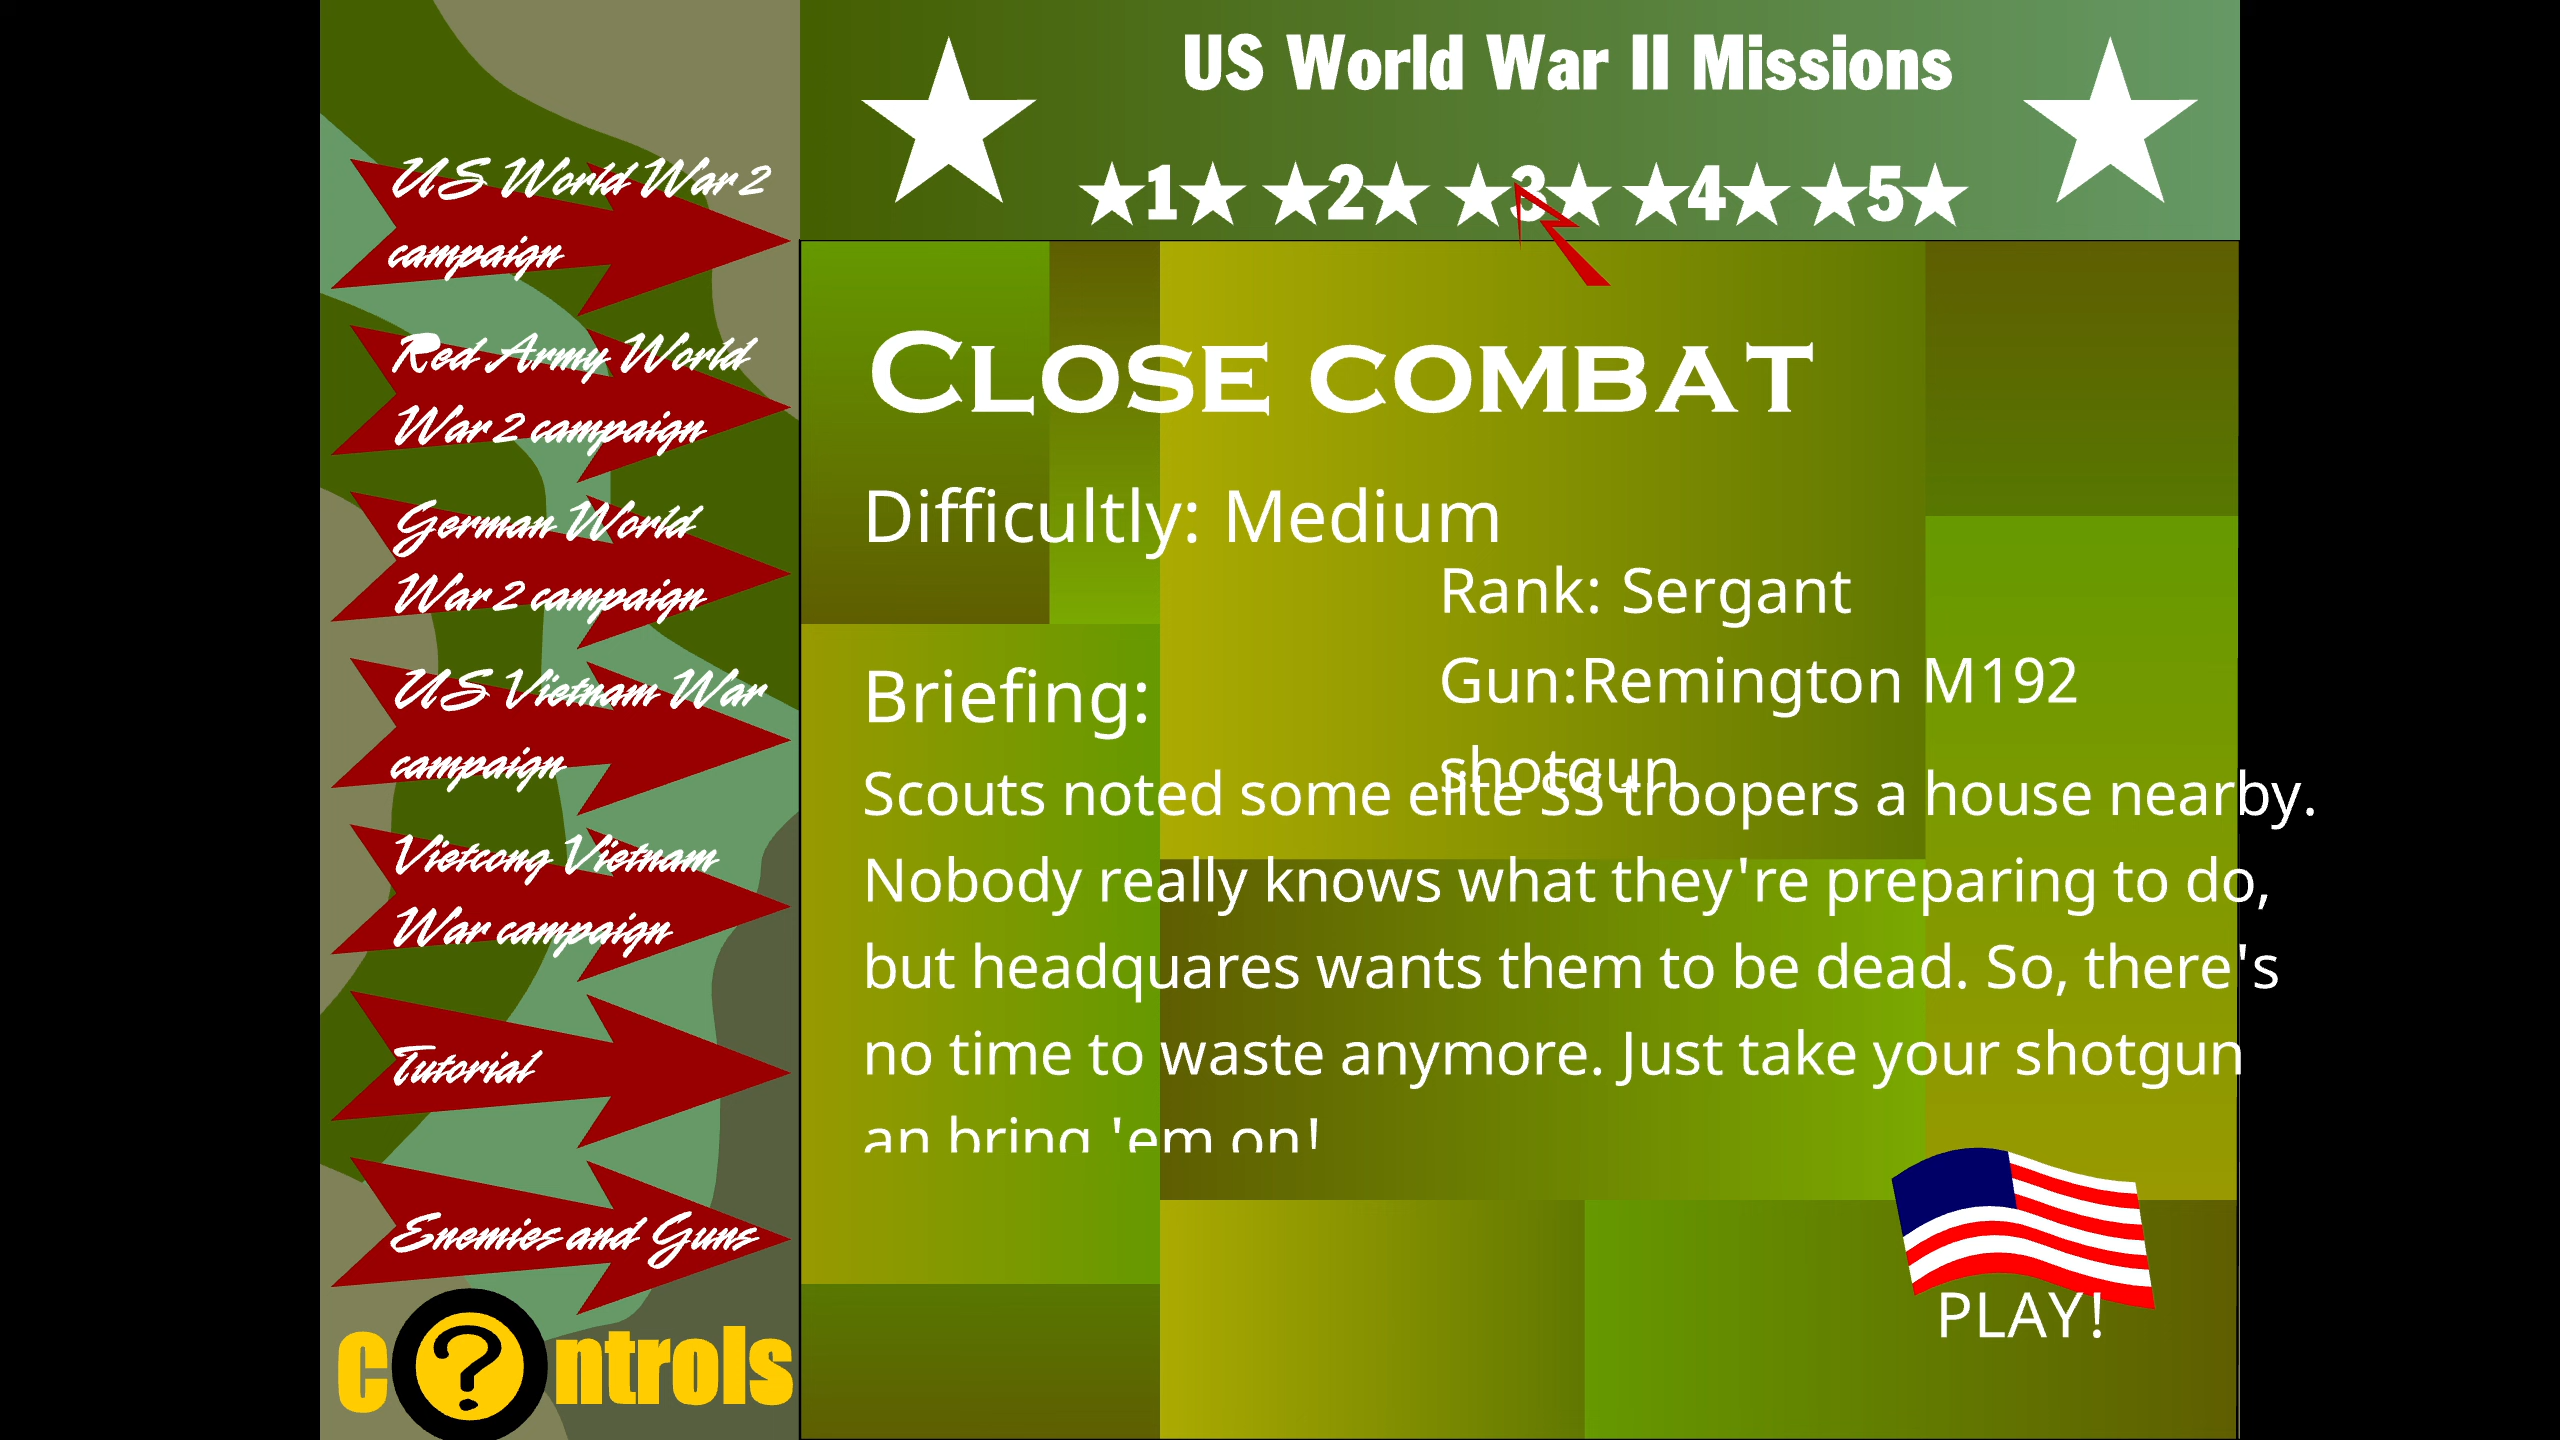 US World War II Missions
★1★ ★2★ ★3★ ★4★ ★5★
US World War 2
campaign
Red Army World
War 2 campaign
German World
War 2 campaign
US Vietnam War
campaign
Vietcong Vietnam
War campaign
Tutorial
Enemies and Guns
C?ntrols
Close combat
Difficultly: Medium
Rank: Sergant
Gun:Remington M192
shotgun
Briefing:
Scouts noted some elite SS troopers a house nearby.
Nobody really knows what they're preparing to do,
but headquares wants them to be dead. So, there's
no time to waste anymore. Just take your shotgun
an bring 'em on!
PLAY!